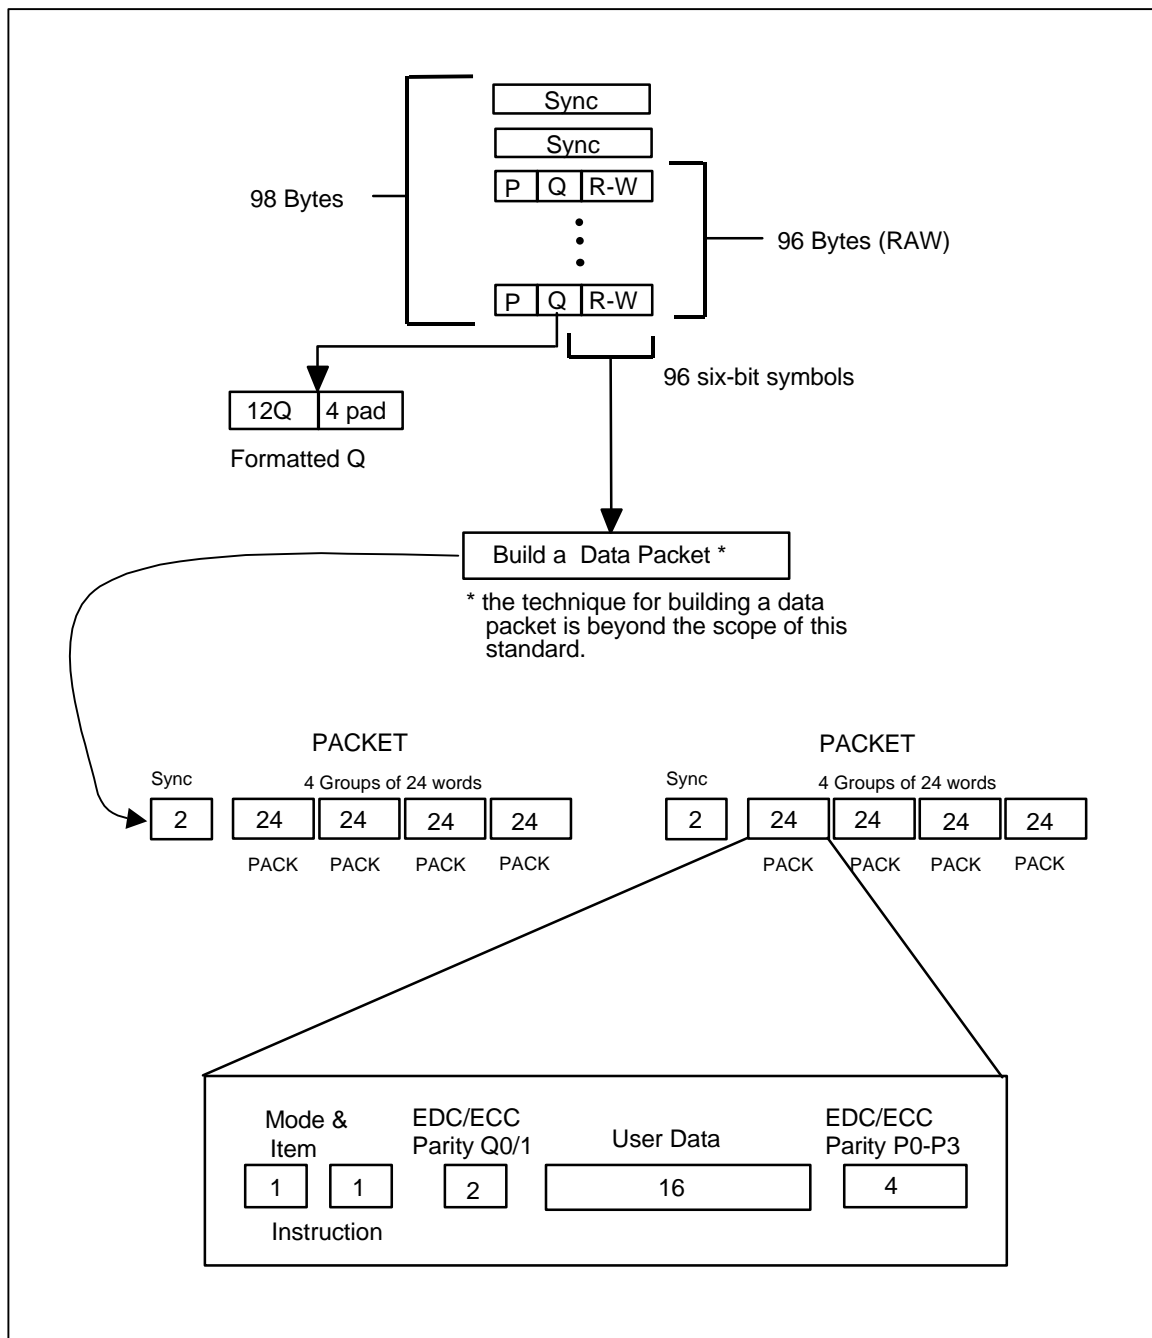 Sync
Sync
P Q R-W
98 Bytes
96 Bytes (RAW)
P Q R-W
96 six-bit symbols
12Q 4 pad
Formatted Q
Build a Data Packet *
* the technique for building a data
packet is beyond the scope of this
standard.
PACKET PACKET
Sync 4 Groups of 24 words Sync 4 Groups of 24 words
2 24 24 24 24 2 24 24 24 24
PACK PACK PACK PACK PACK PACK PACK PACK
Mode & EDC/ECC EDC/ECC
Item Parity Q0/1 User Data Parity P0-P3
1 1 2 16 4
Instruction